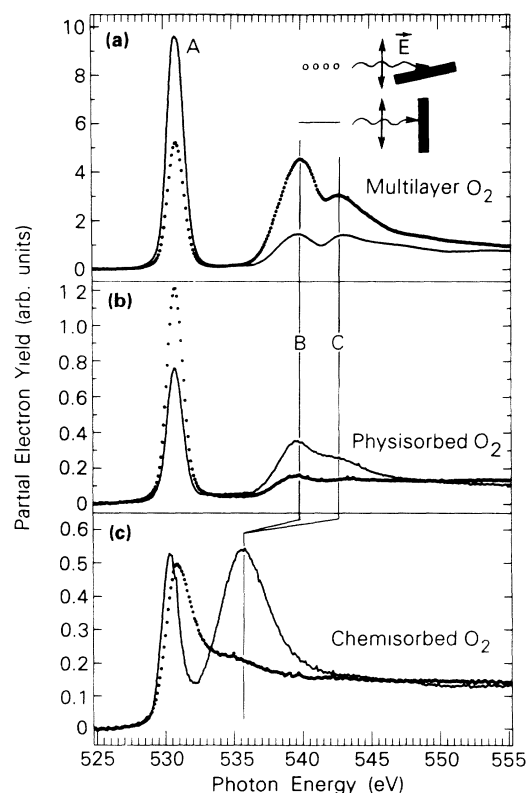 Partial Electron Yield (arb. units)
(a)
A
E
oooo
Multilayer O2
10
8
6
4
2
0
(b)
B
C
Physisorbed O2
1.2
1.0
0.8
0.6
0.4
0.2
0
(c)
Chemisorbed O2
0.6
0.5
0.4
0.3
0.2
0.1
0
525 530 535 540 545 550 555
Photon Energy (eV)